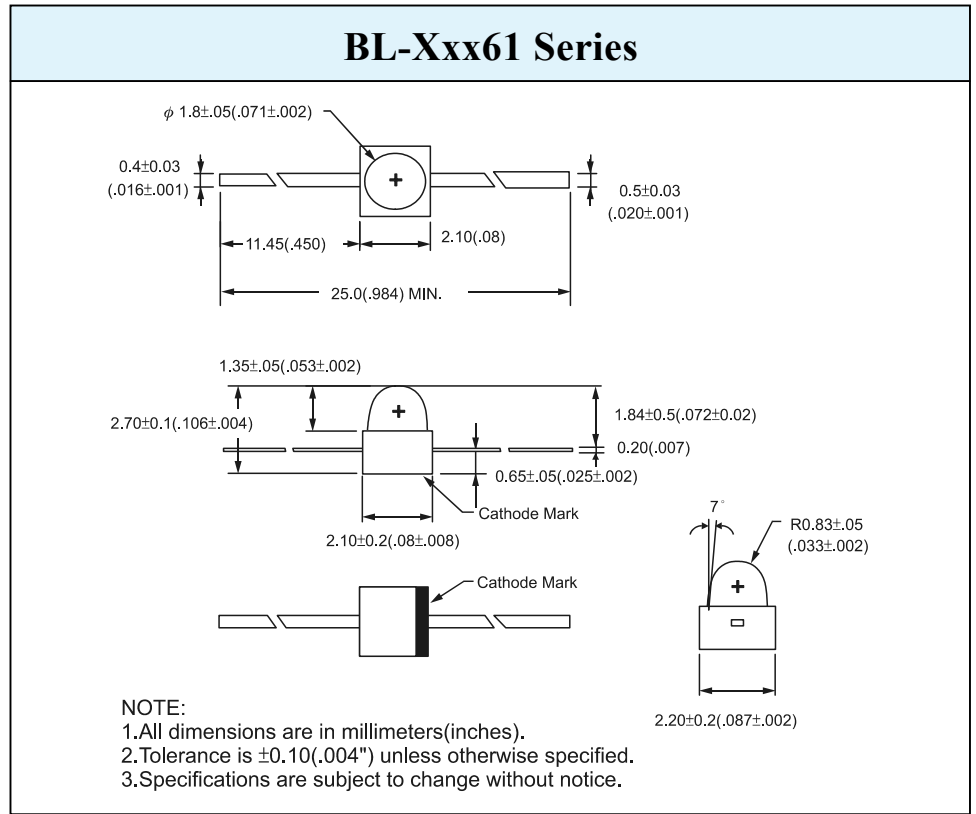 BL-Xxx61 Series
ϕ 1.8±.05(.071±.002)
0.4±0.03
(.016±.001)
0.5±0.03
(.020±.001)
11.45(.450)
2.10(.08)
25.0(.984) MIN.
1.35±.05(.053±.002)
2.70±0.1(.106±.004)
1.84±0.5(.072±0.02)
0.20(.007)
0.65±.05(.025±.002)
Cathode Mark
2.10±0.2(.08±.008)
7°
R0.83±.05
(.033±.002)
Cathode Mark
2.20±0.2(.087±.002)
NOTE:
1.All dimensions are in millimeters(inches).
2.Tolerance is ±0.10(.004") unless otherwise specified.
3.Specifications are subject to change without notice.